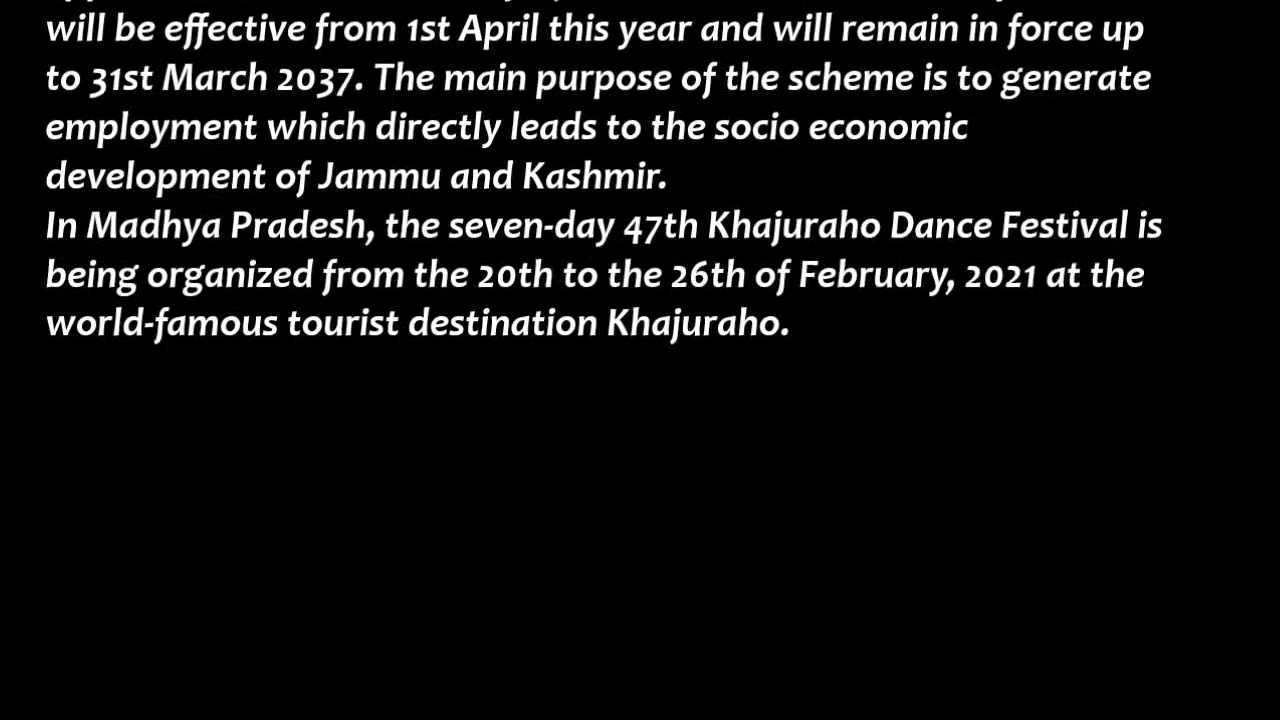 will be effective from 1st April this year and will remain in force up
to 31st March 2037. The main purpose of the scheme is to generate
employment which directly leads to the socio economic
development of Jammu and Kashmir.
In Madhya Pradesh, the seven-day 47th Khajuraho Dance Festival is
being organized from the 20th to the 26th of February, 2021 at the
world-famous tourist destination Khajuraho.